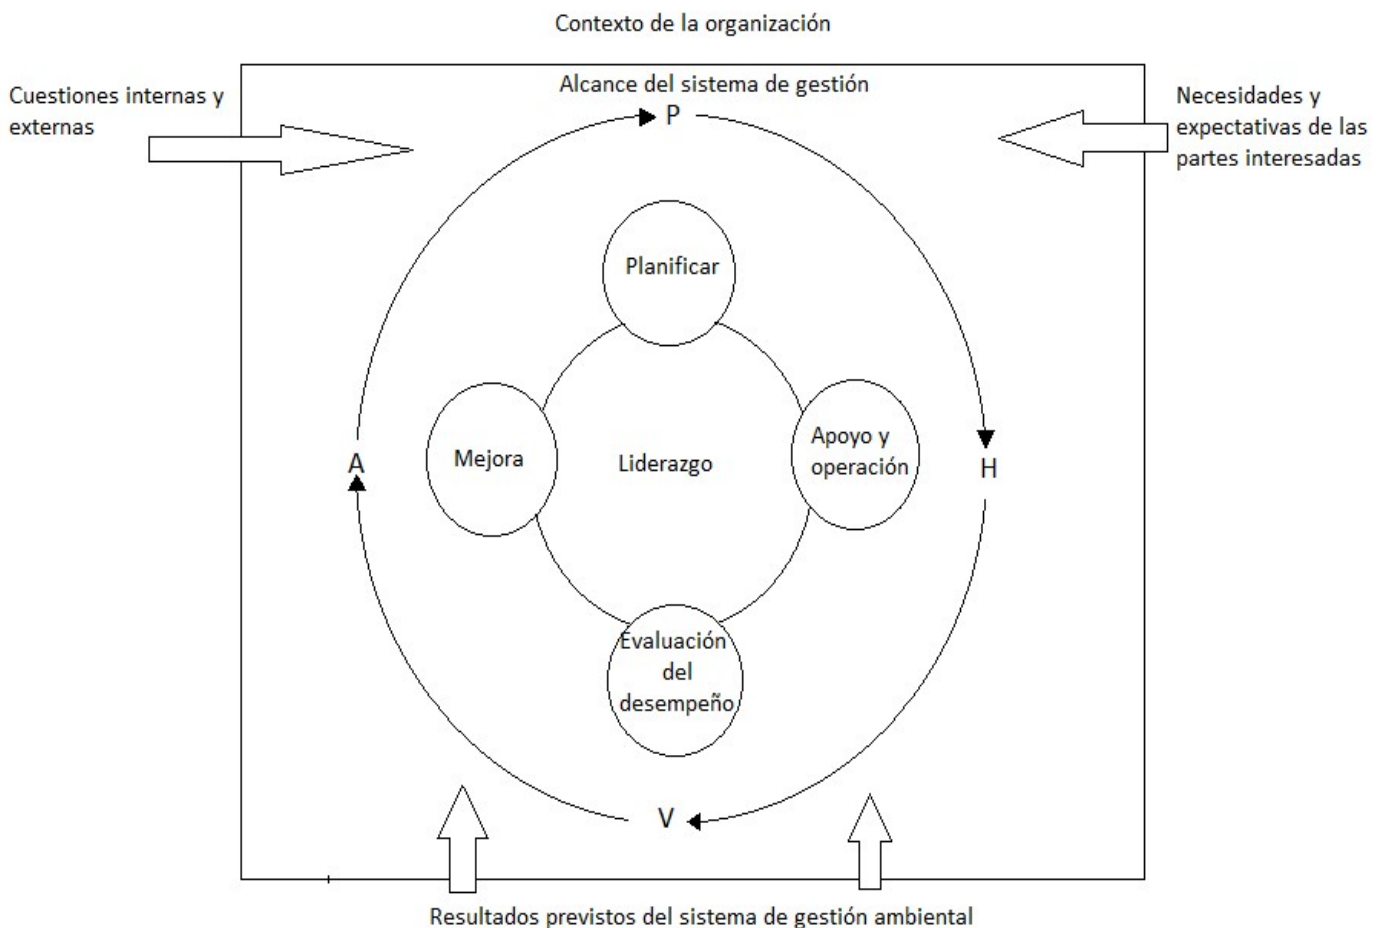 Contexto de la organización
Alcance del sistema de gestión
Cuestiones internas y
externas
Necesidades y
expectativas de las
partes interesadas
P
Planificar
A
Mejora
Liderazgo
Apoyo y
operación
H
Evaluación
del
desempeño
V
Resultados previstos del sistema de gestión ambiental